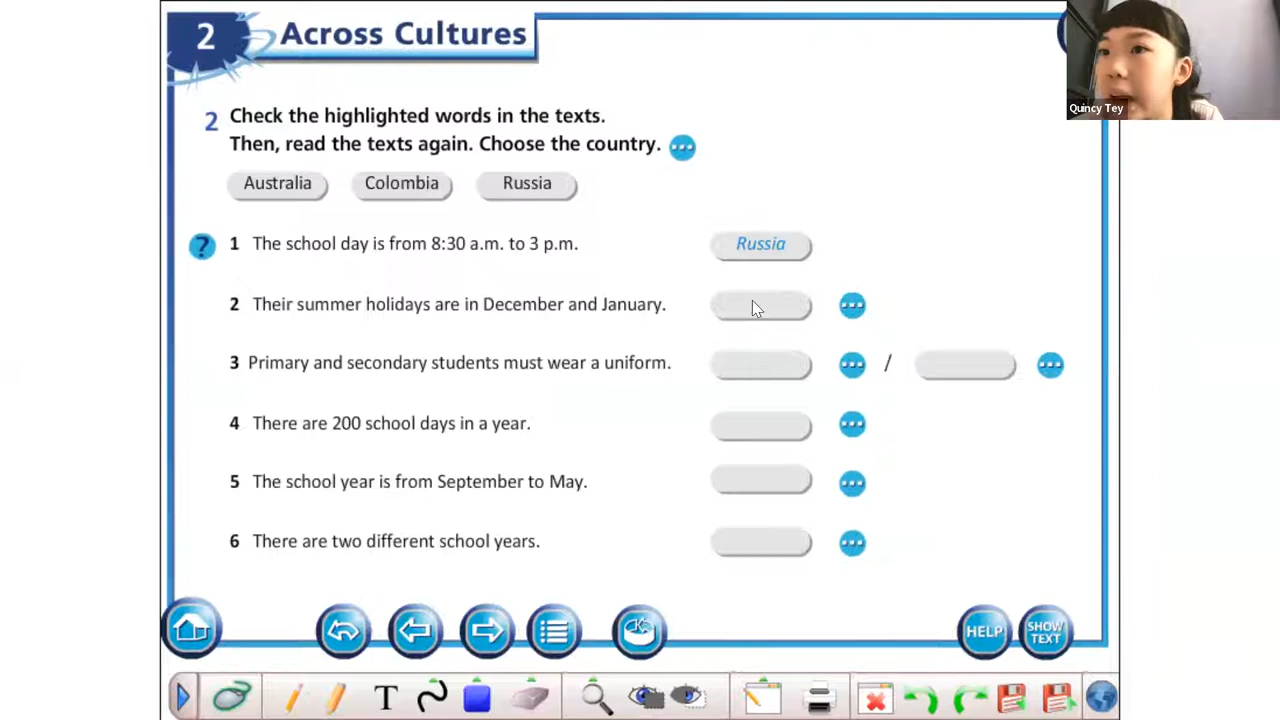 2 Across Cultures
Quincy Tey
2 Check the highlighted words in the texts.
Then, read the texts again. Choose the country.
Australia Colombia Russia
? 1 The school day is from 8:30 a.m. to 3 p.m. Russia
2 Their summer holidays are in December and January.
3 Primary and secondary students must wear a uniform. /
4 There are 200 school days in a year.
5 The school year is from September to May.
6 There are two different school years.
K HELP SHOW
TEXT
T